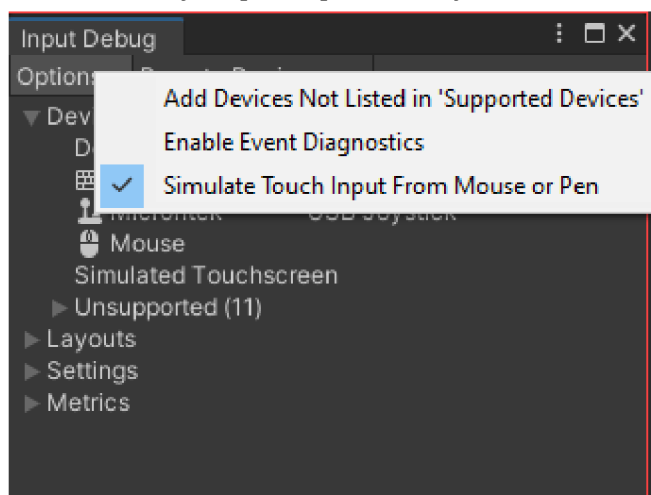 Input Debug
Options
Add Devices Not Listed in 'Supported Devices'
Enable Event Diagnostics
Simulate Touch Input From Mouse or Pen
Mouse
Simulated Touchscreen
Unsupported (11)
Layouts
Settings
Metrics